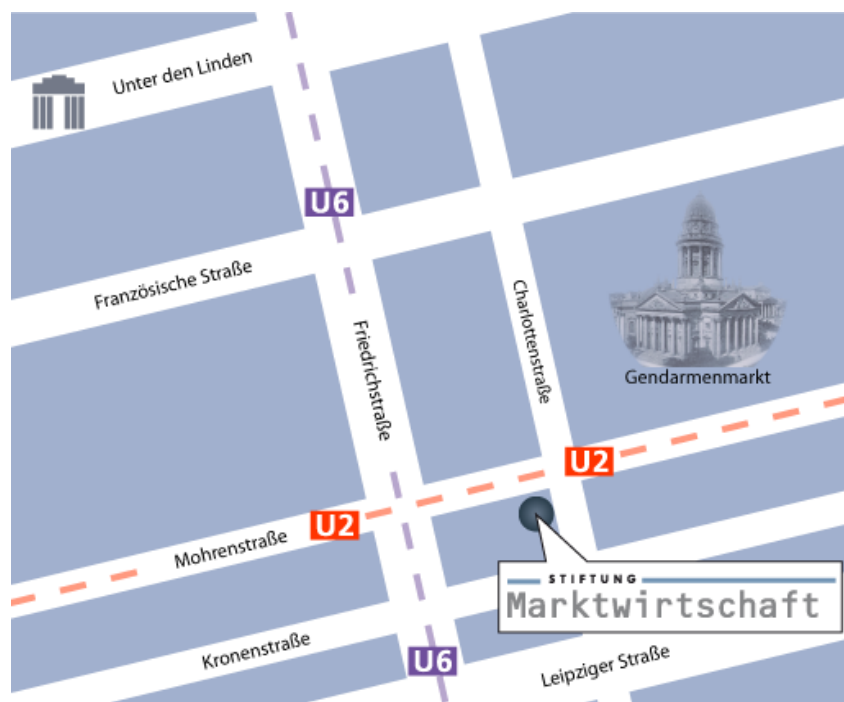 Unter den Linden
U6
Französische Straße
Charlottenstraße
Friedrichstraße
Gendarmenmarkt
U2
U2
Mohrenstraße
STIFTUNG
Marktwirtschaft
Kronenstraße
U6
Leipziger Straße